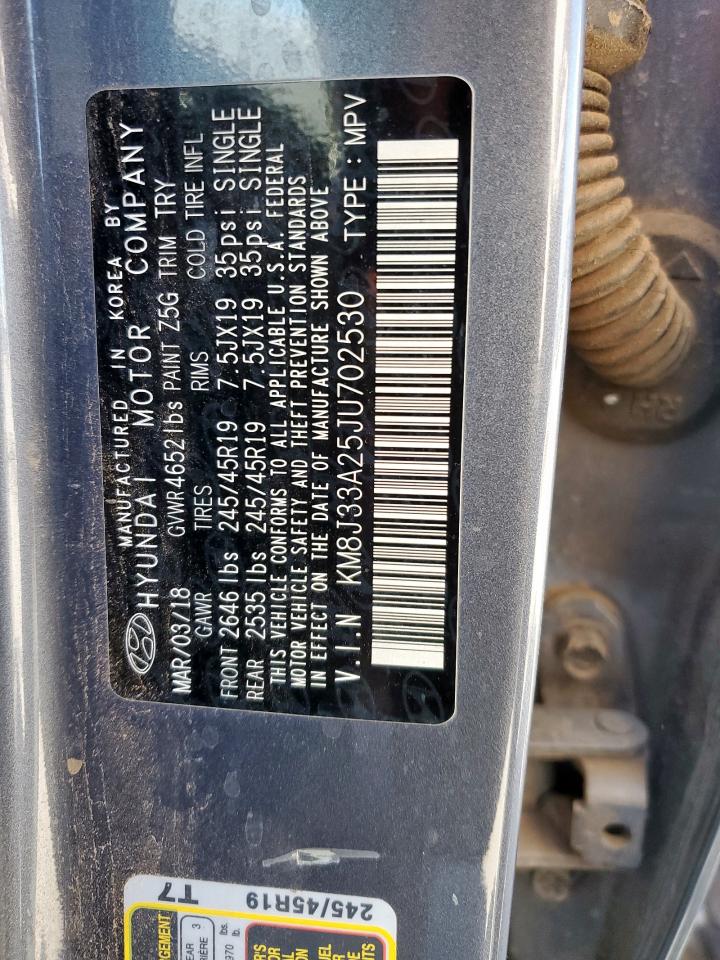 MANUFACTURED IN KOREA BY
HYUNDAI MOTOR COMPANY
MAR/03/18 GVWR 4652 lbs PAINT Z5G TRIM TRY
GAWR TIRES RIMS COLD TIRE INFL
FRONT 2646 lbs 245/45R19 7.5JX19 35psi SINGLE
REAR 2535 lbs 245/45R19 7.5JX19 35psi SINGLE
THIS VEHICLE CONFORMS TO ALL APPLICABLE U.S.A. FEDERAL
MOTOR VEHICLE SAFETY AND THEFT PREVENTION STANDARDS
IN EFFECT ON THE DATE OF MANUFACTURE SHOWN ABOVE
V.I.N KM8J33A25JU702530 TYPE : MPV
RH
T7
245/45R19